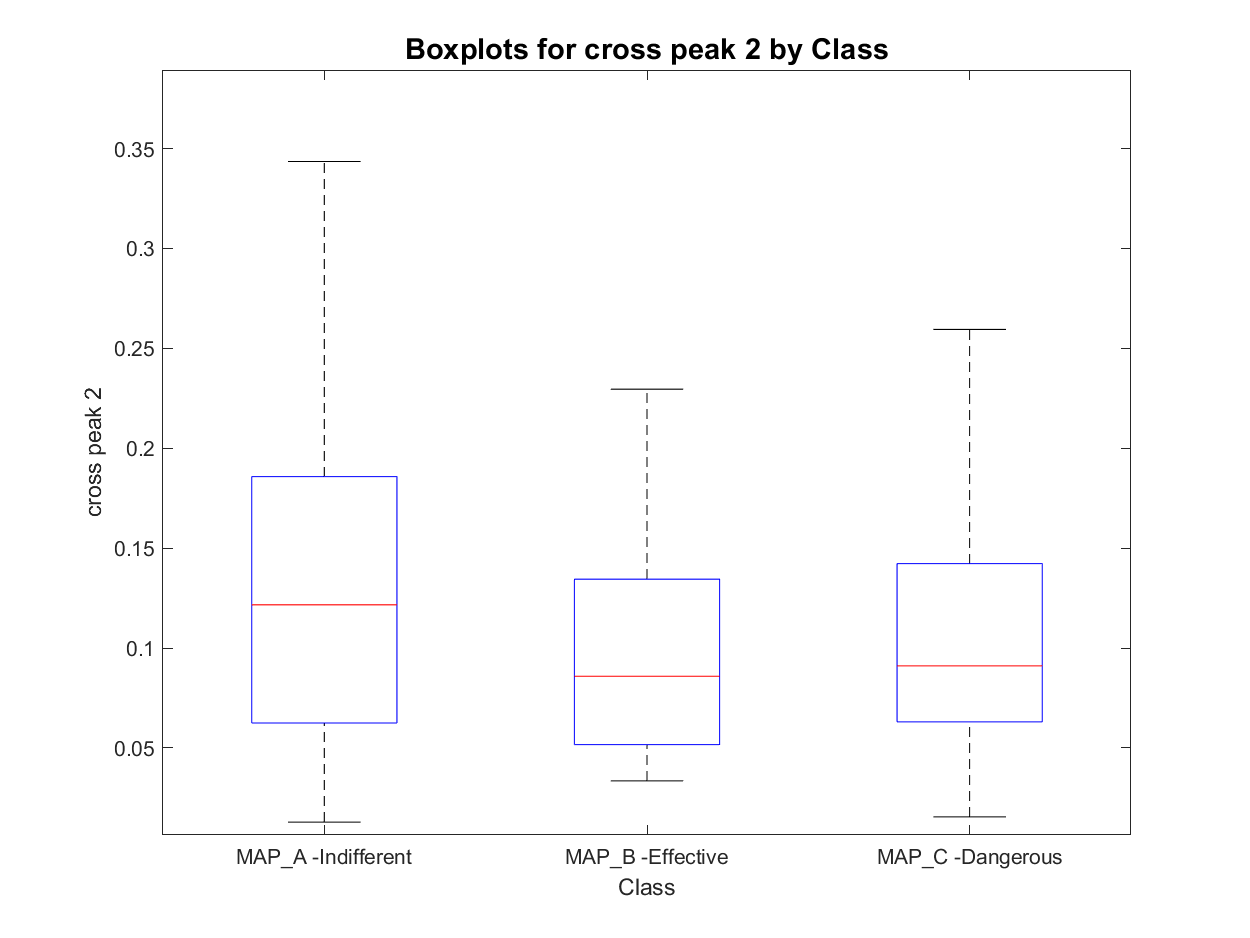 Boxplots for cross peak 2 by Class
0.35
0.3
0.25
0.2
0.15
0.1
0.05
cross peak 2
MAP_A -Indifferent
MAP_B -Effective
MAP_C -Dangerous
Class